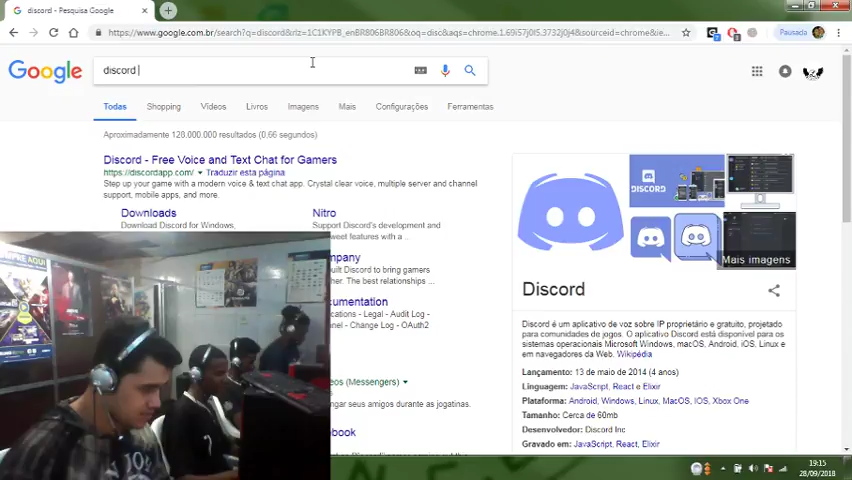 discord - Pesquisa Google
https://www.google.com.br/search?q=discord&rlz=1C1KYPB_enBR806BR806&oq=disc&aqs=chrome.1.69i57j0l5.3732j0j4&sourceid=chrome&ie...
Pausada
Google
discord
Todas Shopping Vídeos Livros Imagens Mais Configurações Ferramentas
Aproximadamente 120.000.000 resultados (0,66 segundos)
Discord - Free Voice and Text Chat for Gamers
https://discordapp.com/ ▼ Traduzir esta página
Step up your game with a modern voice & text chat app. Crystal clear voice, multiple server and channel
support, mobile apps, and more.
Downloads
Download Discord for Windows,
Nitro
Support Discord's development and
sweet features with a ...
ompany
built Discord to bring gamers
her. The best relationships ...
cumentation
ations - Legal - Audit Log -
n - Change Log - OAuth2
os (Messengers) ▼
ngar seus amigos durante as jogatinas.
ebook
DISCORD
Mais imagens
Discord
Discord é um aplicativo de voz sobre IP proprietário e gratuito, projetado
para comunidades de jogos. O aplicativo Discord está disponível para os
sistemas operacionais Microsoft Windows, macOS, Android, iOS, Linux e
em navegadores da Web. Wikipédia
Lançamento: 13 de maio de 2014 (4 anos)
Linguagem: JavaScript, React e Elixir
Plataforma: Android, Windows, Linux, MacOS, IOS, Xbox One
Tamanho: Cerca de 60mb
Desenvolvedor: Discord Inc
Gravado em: JavaScript, React, Elixir
19:15
28/09/2018